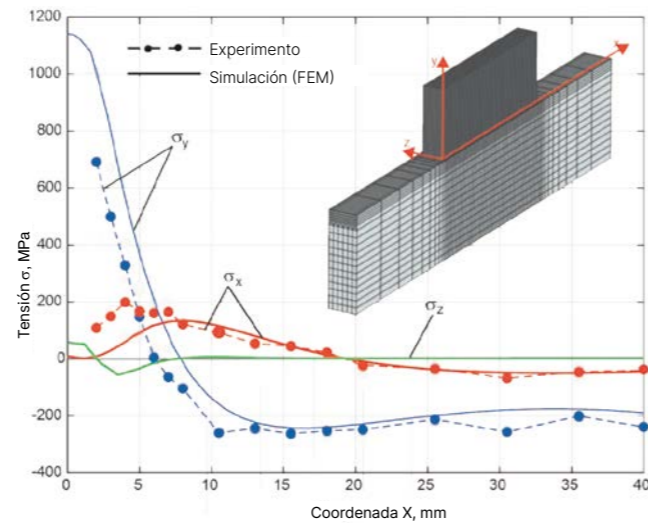 1200
1000
800
600
400
200
0
-200
-400
Tensión σ, MPa
Experimento
Simulación (FEM)
σy
σx
σz
y
x
z
0 5 10 15 20 25 30 35 40
Coordenada X, mm